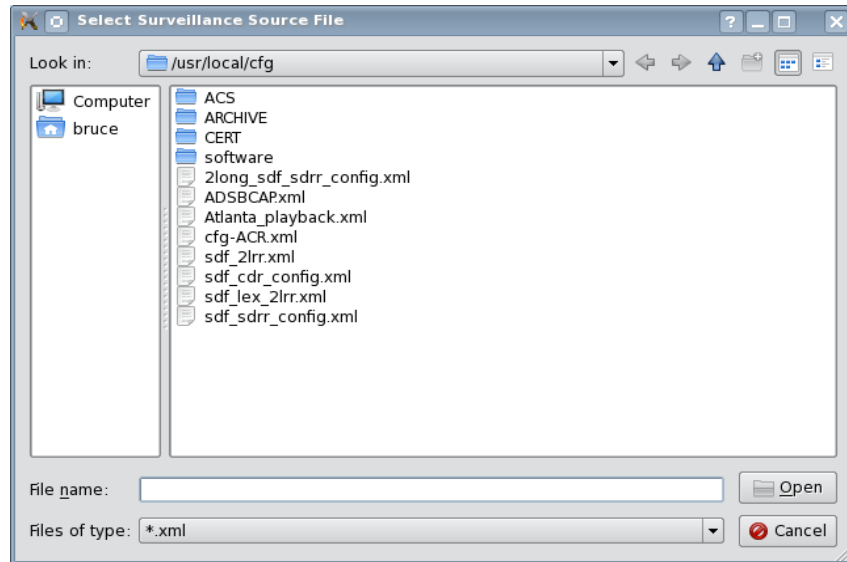 Select Surveillance Source File
Look in: /usr/local/cfg
Computer
bruce
ACS
ARCHIVE
CERT
software
2long_sdf_sdrr_config.xml
ADSBCAP.xml
Atlanta_playback.xml
cfg-ACR.xml
sdf_2lrr.xml
sdf_cdr_config.xml
sdf_lex_2lrr.xml
sdf_sdrr_config.xml
File name: Open
Files of type: *.xml Cancel